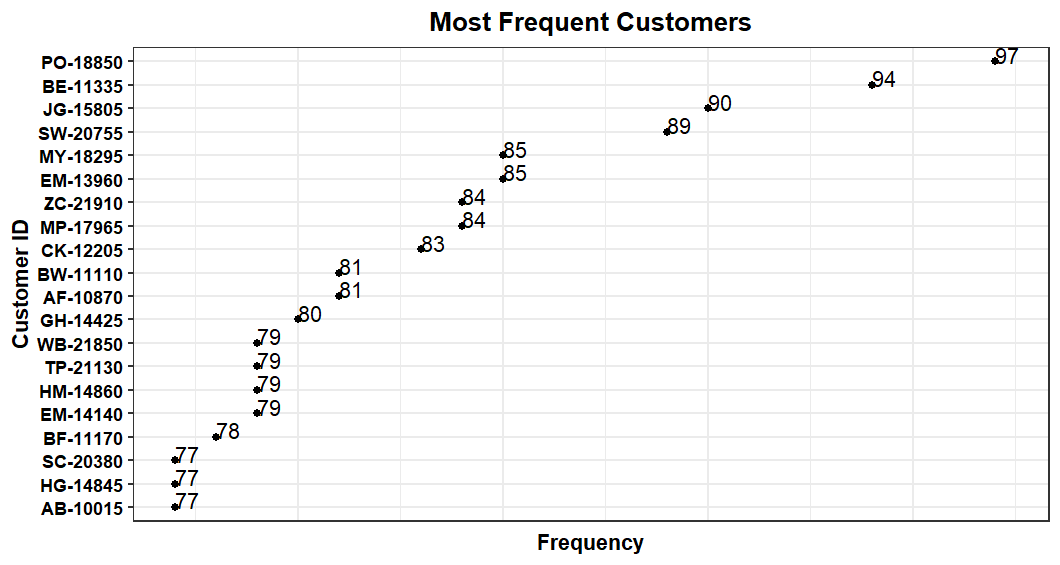 Most Frequent Customers
Customer ID
PO-18850 97
BE-11335 94
JG-15805 90
SW-20755 89
MY-18295 85
EM-13960 85
ZC-21910 84
MP-17965 84
CK-12205 83
BW-11110 81
AF-10870 81
GH-14425 80
WB-21850 79
TP-21130 79
HM-14860 79
EM-14140 79
BF-11170 78
SC-20380 77
HG-14845 77
AB-10015 77
Frequency